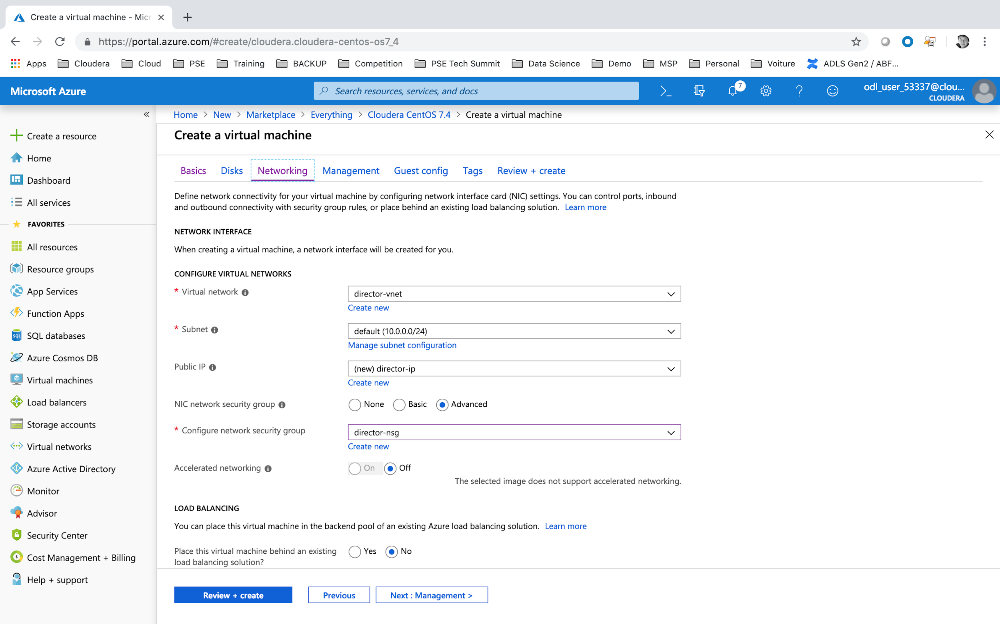 Create a virtual machine - Micr
https://portal.azure.com/#create/cloudera.cloudera-centos-os7_4
Apps Cloudera Cloud PSE Training BACKUP Competition PSE Tech Summit Data Science Demo MSP Personal Voiture ADLS Gen2 / ABF...
Microsoft Azure
Search resources, services, and docs
7
odl_user_53337@clou...
CLOUDERA
«
Create a resource
Home
Dashboard
All services
FAVORITES
All resources
Resource groups
App Services
Function Apps
SQL
SQL databases
Azure Cosmos DB
Virtual machines
Load balancers
Storage accounts
Virtual networks
Azure Active Directory
Monitor
Advisor
Security Center
Cost Management + Billing
Help + support
Home > New > Marketplace > Everything > Cloudera CentOS 7.4 > Create a virtual machine
Create a virtual machine
Basics Disks Networking Management Guest config Tags Review + create
Define network connectivity for your virtual machine by configuring network interface card (NIC) settings. You can control ports, inbound
and outbound connectivity with security group rules, or place behind an existing load balancing solution. Learn more
NETWORK INTERFACE
When creating a virtual machine, a network interface will be created for you.
CONFIGURE VIRTUAL NETWORKS
* Virtual network
director-vnet
Create new
* Subnet
default (10.0.0.0/24)
Manage subnet configuration
Public IP
(new) director-ip
Create new
NIC network security group
None Basic Advanced
* Configure network security group
director-nsg
Create new
Accelerated networking
On Off
The selected image does not support accelerated networking.
LOAD BALANCING
You can place this virtual machine in the backend pool of an existing Azure load balancing solution. Learn more
Place this virtual machine behind an existing
load balancing solution?
Yes No
Review + create
Previous
Next : Management >